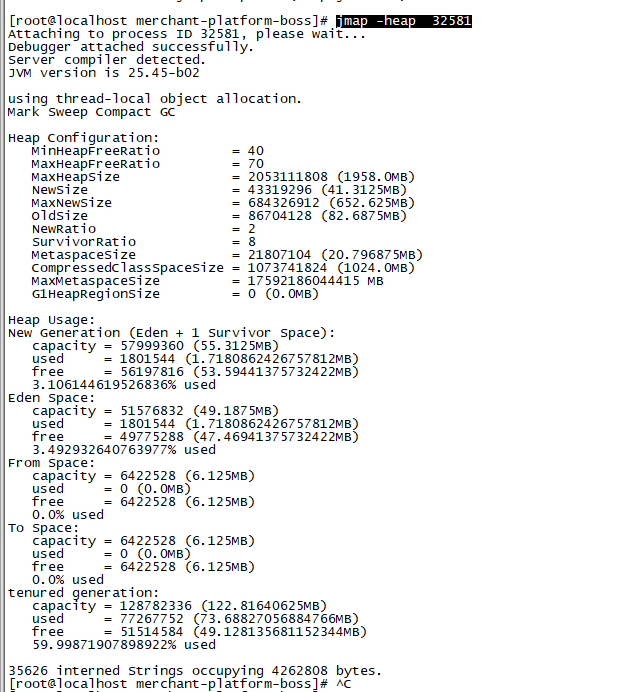 [root@localhost merchant-platform-boss]# jmap -heap  32581
Attaching to process ID 32581, please wait...
Debugger attached successfully.
Server compiler detected.
JVM version is 25.45-b02

using thread-local object allocation.
Mark Sweep Compact GC

Heap Configuration:
   MinHeapFreeRatio         = 40
   MaxHeapFreeRatio         = 70
   MaxHeapSize              = 2053111808 (1958.0MB)
   NewSize                  = 43319296 (41.3125MB)
   MaxNewSize               = 684326912 (652.625MB)
   OldSize                  = 86704128 (82.6875MB)
   NewRatio                 = 2
   SurvivorRatio            = 8
   MetaspaceSize            = 21807104 (20.796875MB)
   CompressedClassSpaceSize = 1073741824 (1024.0MB)
   MaxMetaspaceSize         = 17592186044415 MB
   G1HeapRegionSize         = 0 (0.0MB)

Heap Usage:
New Generation (Eden + 1 Survivor Space):
   capacity = 57999360 (55.3125MB)
   used     = 1801544 (1.7180862426757812MB)
   free     = 56197816 (53.59441375732422MB)
   3.106144619526836% used
Eden Space:
   capacity = 51576832 (49.1875MB)
   used     = 1801544 (1.7180862426757812MB)
   free     = 49775288 (47.46941375732422MB)
   3.492932640763977% used
From Space:
   capacity = 6422528 (6.125MB)
   used     = 0 (0.0MB)
   free     = 6422528 (6.125MB)
   0.0% used
To Space:
   capacity = 6422528 (6.125MB)
   used     = 0 (0.0MB)
   free     = 6422528 (6.125MB)
   0.0% used
tenured generation:
   capacity = 128782336 (122.81640625MB)
   used     = 77267752 (73.68827056884766MB)
   free     = 51514584 (49.128135681152344MB)
   59.99871907898922% used

35626 interned Strings occupying 4262808 bytes.
[root@localhost merchant-platform-boss]# ^C